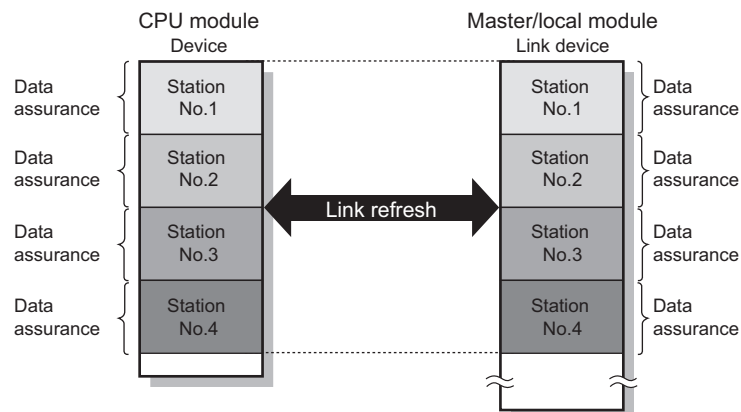 CPU module
Device
Master/local module
Link device
Data
assurance
Station
No.1
Station
No.1
Data
assurance
Data
assurance
Station
No.2
Station
No.2
Data
assurance
Link refresh
Data
assurance
Station
No.3
Station
No.3
Data
assurance
Data
assurance
Station
No.4
Station
No.4
Data
assurance